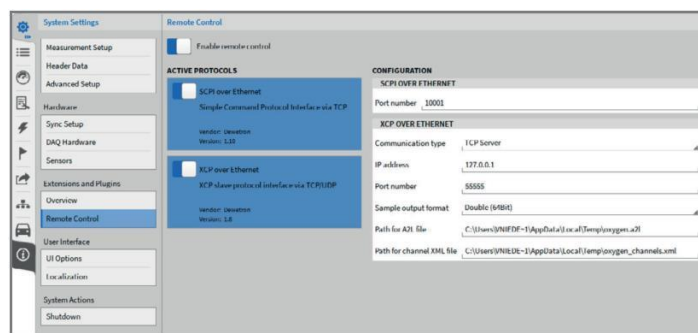 System Settings
Measurement Setup
Header Data
Advanced Setup
Hardware
Sync Setup
DAQ Hardware
Sensors
Extensions and Plugins
Overview
Remote Control
User Interface
UI Options
Localization
System Actions
Shutdown
Remote Control
Enable remote control
ACTIVE PROTOCOLS
SCPI over Ethernet
Simple Command Protocol Interface via TCP
Vendor: Dewetron
Version: 1.10
XCP over Ethernet
XCP slave protocol interface via TCP/UDP
Vendor: Dewetron
Version: 1.0
CONFIGURATION
SCPI OVER ETHERNET
Port number 10001
XCP OVER ETHERNET
Communication type TCP Server
IP address 127.0.0.1
Port number 55555
Sample output format Double (64Bit)
Path for A2L file C:\Users\VNIEDE~1\AppData\Local\Temp\oxygen.a2l
Path for channel XML file C:\Users\VNIEDE~1\AppData\Local\Temp\oxygen_channels.xml